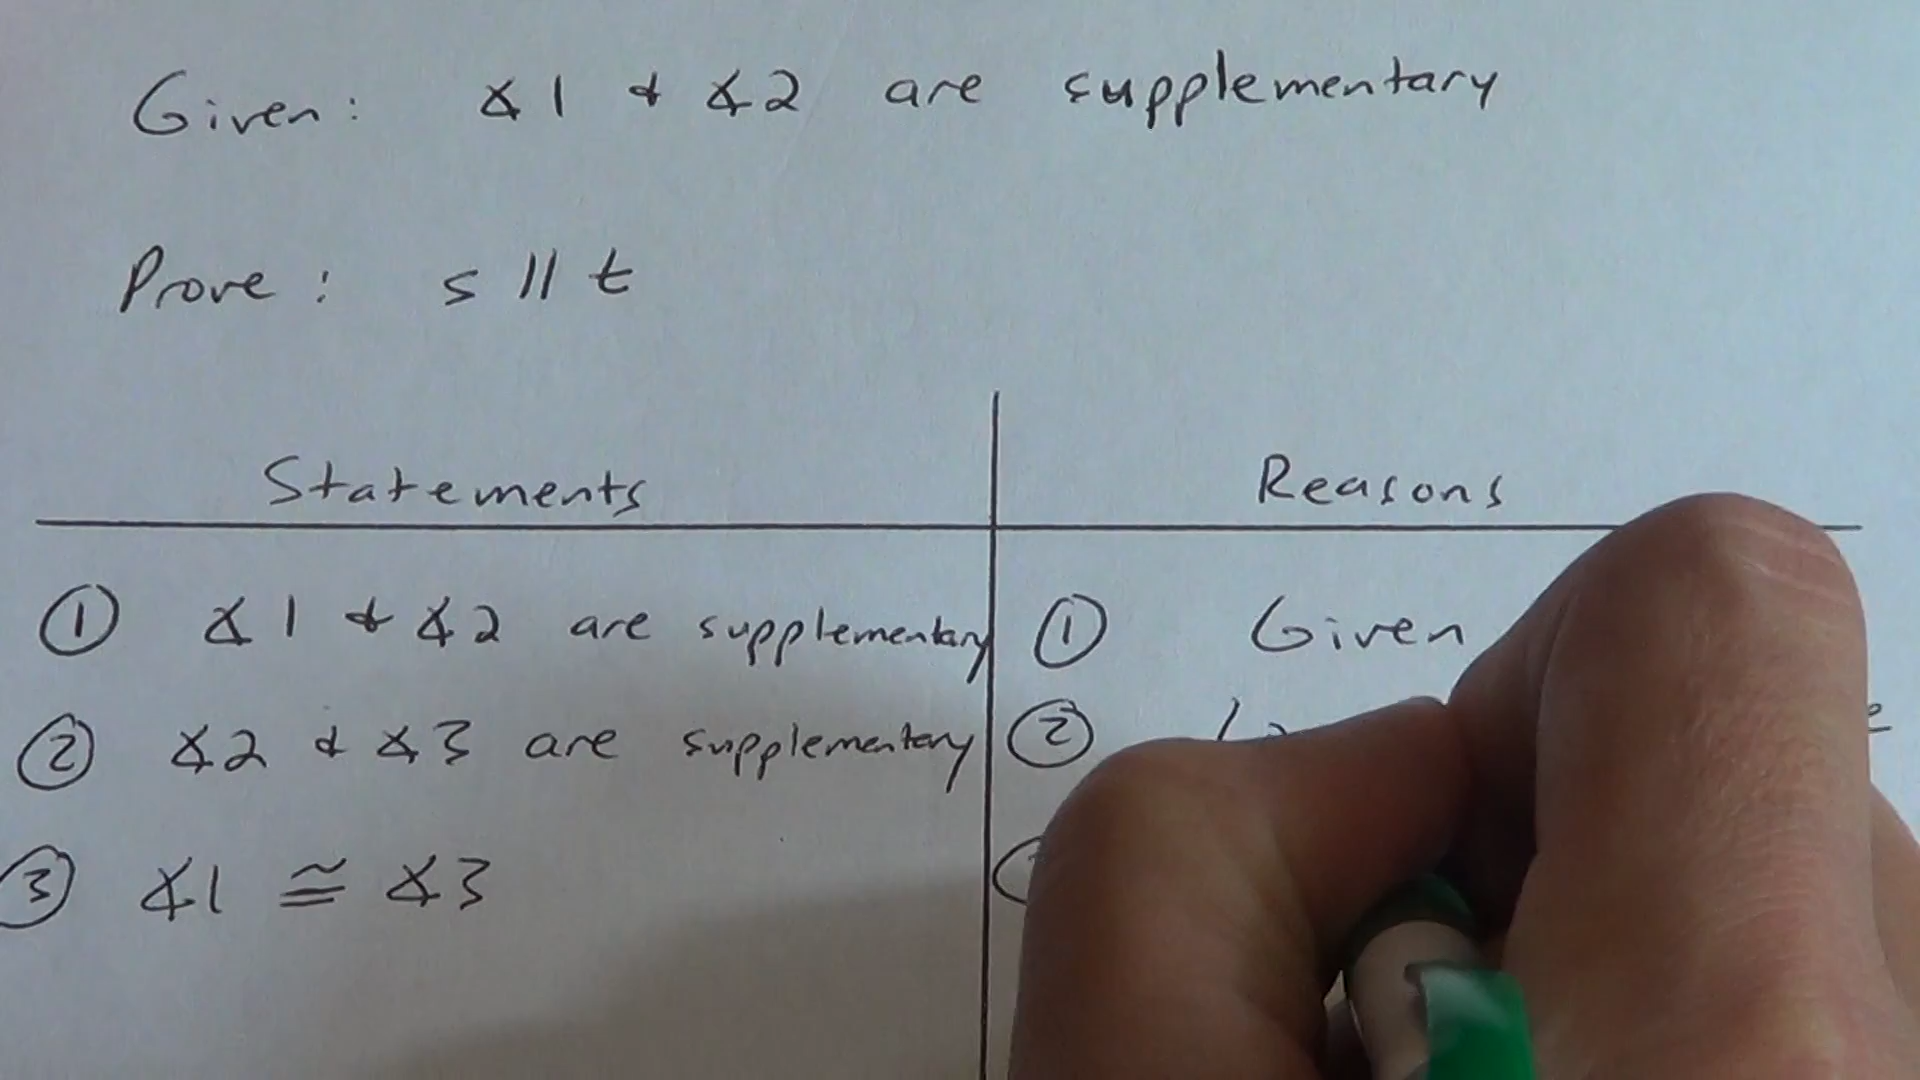 Given: ∡1 & ∡2 are supplementary
Prove: s // t
Statements Reasons
① ∡1 & ∡2 are supplementary ① Given
② ∡2 & ∡3 are supplementary ②
③ ∡1 ≅ ∡3